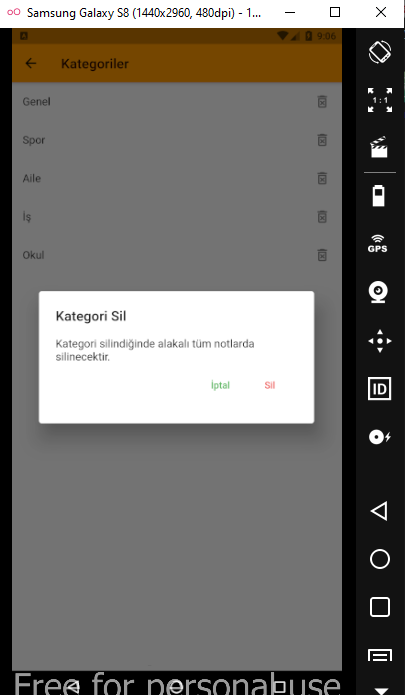 Samsung Galaxy S8 (1440x2960, 480dpi) - 1...
9:06
Kategoriler
Genel
Spor
Aile
İş
Okul
Kategori Sil
Kategori silindiğinde alakalı tüm notlarda
silinecektir.
İptal
Sil
1:1
GPS
ID
Free for personal use